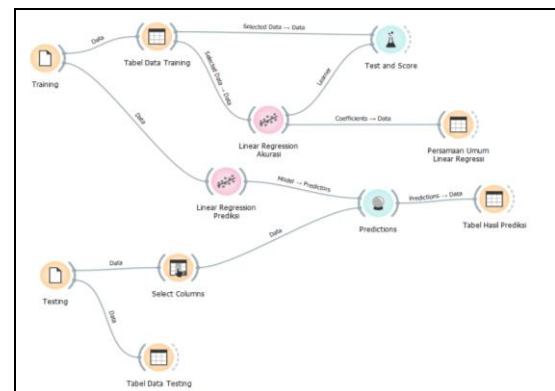 Data
Selected Data → Data
Training
Tabel Data Training
Test and Score
Selected Data → Data
Learner
Data
Linear Regression
Akurasi
Coefficients → Data
Persamaan Umum
Linear Regressi
Linear Regression
Prediksi
Model → Predictors
Predictions
Predictions → Data
Tabel Hasil Prediksi
Data
Testing
Data
Select Columns
Data
Tabel Data Testing